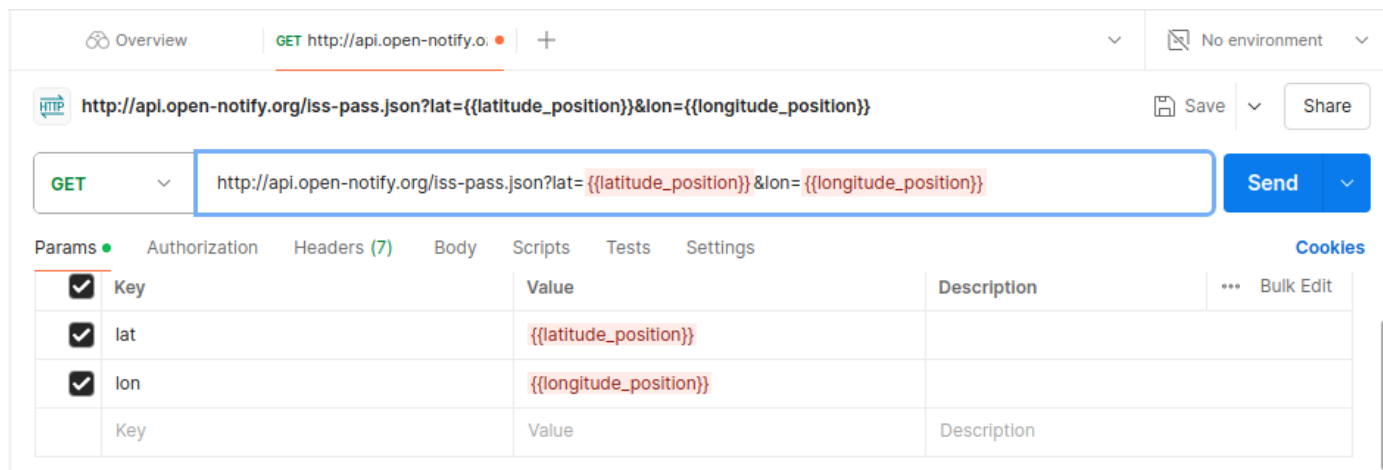 Overview GET http://api.open-notify.o No environment
HTTP http://api.open-notify.org/iss-pass.json?lat={{latitude_position}}&lon={{longitude_position}} Save Share
GET http://api.open-notify.org/iss-pass.json?lat={{latitude_position}}&lon={{longitude_position}} Send
Params Authorization Headers (7) Body Scripts Tests Settings Cookies
Key Value Description Bulk Edit
lat {{latitude_position}}
lon {{longitude_position}}
Key Value Description